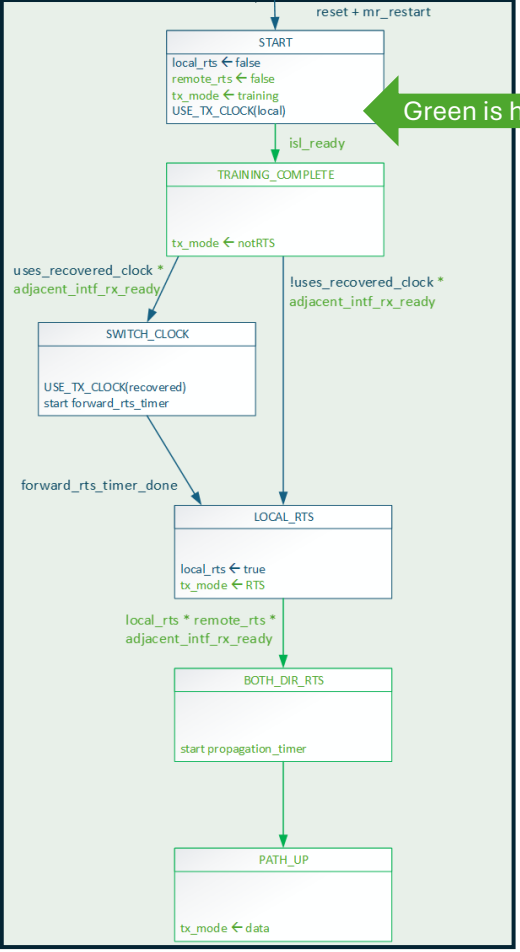 reset + mr_restart
START
local_rts ← false
remote_rts ← false
tx_mode ← training
USE_TX_CLOCK(local)
Green is
isl_ready
TRAINING_COMPLETE
tx_mode ← notRTS
uses_recovered_clock *
adjacent_intf_rx_ready
!uses_recovered_clock *
adjacent_intf_rx_ready
SWITCH_CLOCK
USE_TX_CLOCK(recovered)
start forward_rts_timer
forward_rts_timer_done
LOCAL_RTS
local_rts ← true
tx_mode ← RTS
local_rts * remote_rts *
adjacent_intf_rx_ready
BOTH_DIR_RTS
start propagation_timer
PATH_UP
tx_mode ← data